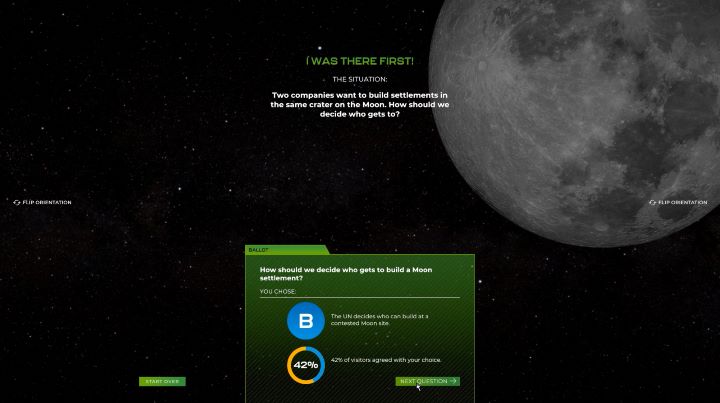 I WAS THERE FIRST!
THE SITUATION:
Two companies want to build settlements in
the same crater on the Moon. How should we
decide who gets to?
FLIP ORIENTATION
FLIP ORIENTATION
BALLOT
How should we decide who gets to build a Moon
settlement?
YOU CHOSE:
B
The UN decides who can build at a
contested Moon site.
42%
42% of visitors agreed with your choice.
START OVER
NEXT QUESTION